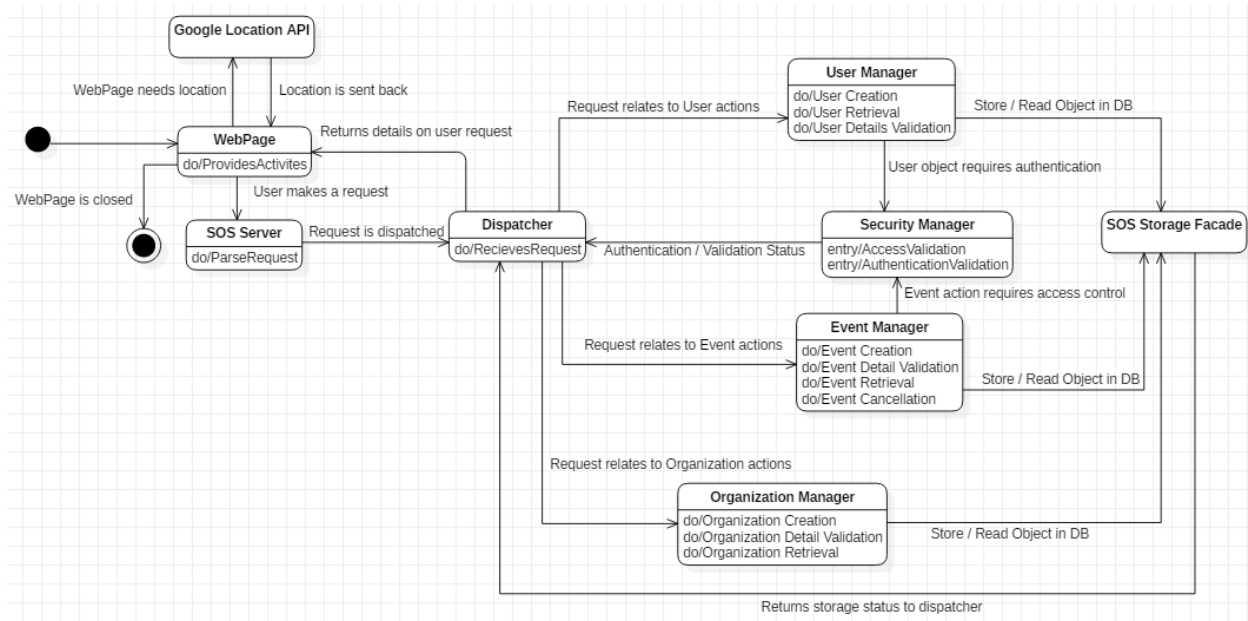 Google Location API
WebPage needs location
Location is sent back
WebPage
do/ProvidesActivites
Returns details on user request
WebPage is closed
User makes a request
SOS Server
do/ParseRequest
Request is dispatched
Dispatcher
do/RecievesRequest
Request relates to User actions
User Manager
do/User Creation
do/User Retrieval
do/User Details Validation
Store / Read Object in DB
User object requires authentication
Authentication / Validation Status
Security Manager
entry/AccessValidation
entry/AuthenticationValidation
SOS Storage Facade
Event action requires access control
Request relates to Event actions
Event Manager
do/Event Creation
do/Event Detail Validation
do/Event Retrieval
do/Event Cancellation
Store / Read Object in DB
Request relates to Organization actions
Organization Manager
do/Organization Creation
do/Organization Detail Validation
do/Organization Retrieval
Store / Read Object in DB
Returns storage status to dispatcher